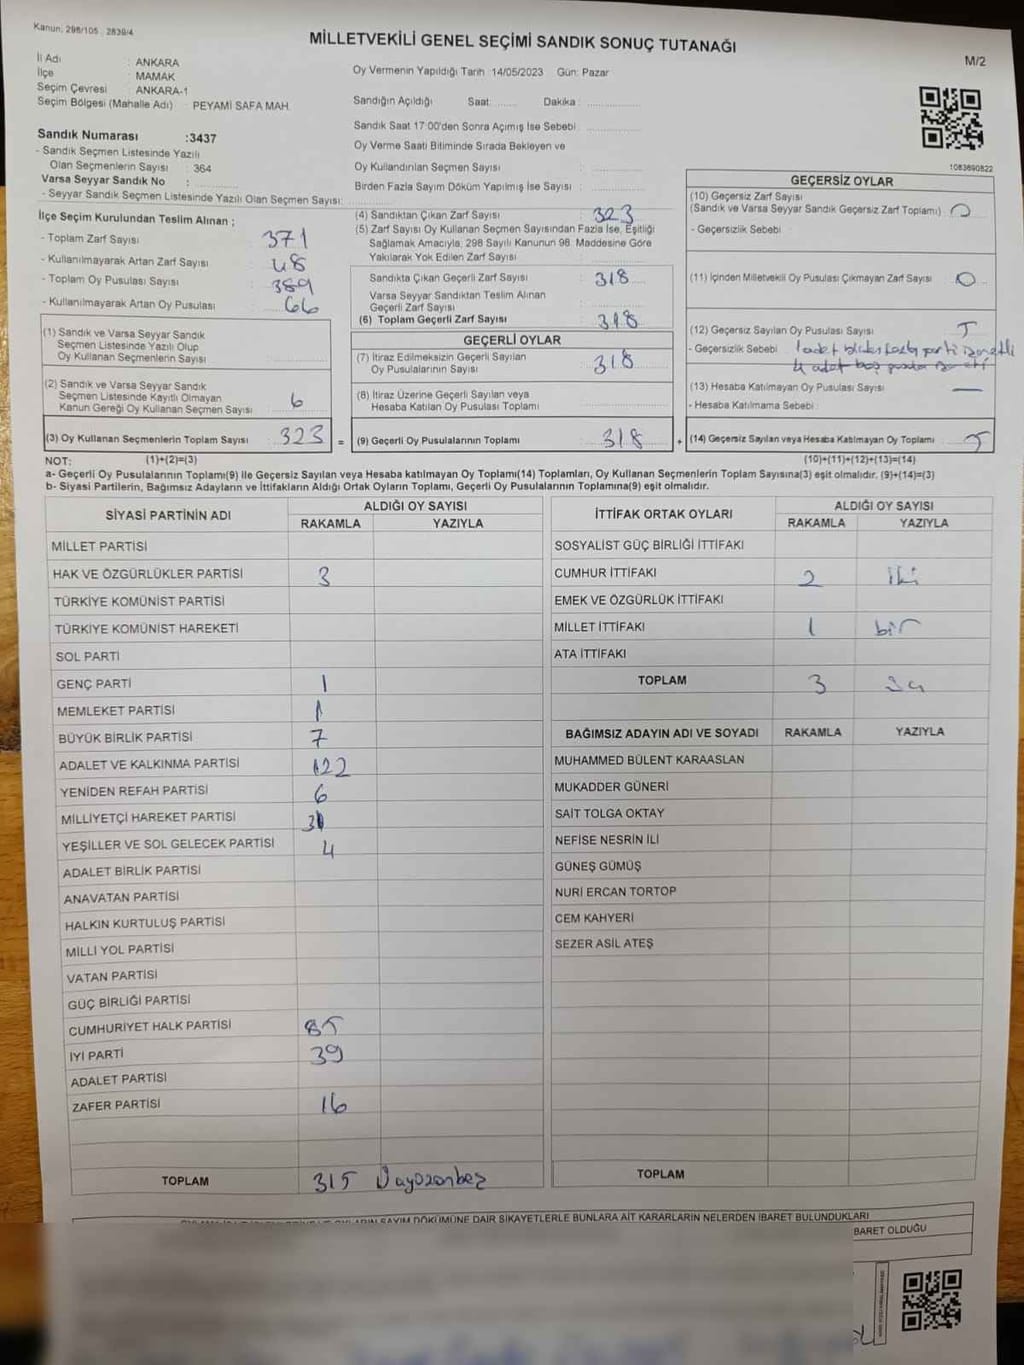 Kanun: 298/105 , 2839/4
MİLLETVEKİLİ GENEL SEÇİMİ SANDIK SONUÇ TUTANAĞI
M/2
İl Adı : ANKARA
İlçe : MAMAK
Seçim Çevresi : ANKARA-1
Seçim Bölgesi (Mahalle Adı) : PEYAMİ SAFA MAH.
Sandık Numarası :3437
- Sandık Seçmen Listesinde Yazılı
Olan Seçmenlerin Sayısı : 364
Varsa Seyyar Sandık No :
- Seyyar Sandık Seçmen Listesinde Yazılı Olan Seçmen Sayısı:
Oy Vermenin Yapıldığı Tarih :14/05/2023 Gün: Pazar
Sandığın Açıldığı Saat: Dakika :
Sandık Saat 17:00'den Sonra Açılmış İse Sebebi :
Oy Verme Saati Bitiminde Sırada Bekleyen ve
Oy Kullandırılan Seçmen Sayısı :
Birden Fazla Sayım Döküm Yapılmış İse Sayısı :
1083890822
İlçe Seçim Kurulundan Teslim Alınan ;
- Toplam Zarf Sayısı 371
- Kullanılmayarak Artan Zarf Sayısı 48
- Toplam Oy Pusulası Sayısı 389
- Kullanılmayarak Artan Oy Pusulası 66
(1) Sandık ve Varsa Seyyar Sandık
Seçmen Listesinde Yazılı Olup
Oy Kullanan Seçmenlerin Sayısı
(2) Sandık ve Varsa Seyyar Sandık
Seçmen Listesinde Kayıtlı Olmayan
Kanun Gereği Oy Kullanan Seçmen Sayısı 6
(3) Oy Kullanan Seçmenlerin Toplam Sayısı 323 =
(4) Sandıktan Çıkan Zarf Sayısı : 323
(5) Zarf Sayısı Oy Kullanan Seçmen Sayısından Fazla İse, Eşitliği
Sağlamak Amacıyla, 298 Sayılı Kanunun 98. Maddesine Göre
Yakılarak Yok Edilen Zarf Sayısı :
Sandıkta Çıkan Geçerli Zarf Sayısı : 318
Varsa Seyyar Sandıktan Teslim Alınan
Geçerli Zarf Sayısı
(6) Toplam Geçerli Zarf Sayısı : 318
GEÇERLİ OYLAR
(7) İtiraz Edilmeksizin Geçerli Sayılan
Oy Pusulalarının Sayısı : 318
(8) İtiraz Üzerine Geçerli Sayılan veya
Hesaba Katılan Oy Pusulası Toplamı :
(9) Geçerli Oy Pusulalarının Toplamı 318 +
GEÇERSİZ OYLAR
(10) Geçersiz Zarf Sayısı
(Sandık ve Varsa Seyyar Sandık Geçersiz Zarf Toplamı) : 0
- Geçersizlik Sebebi :
(11) İçinden Milletvekili Oy Pusulası Çıkmayan Zarf Sayısı : 0
(12) Geçersiz Sayılan Oy Pusulası Sayısı : 5
- Geçersizlik Sebebi : 1 adet birden fazla parti işaretli
4 adet boş
(13) Hesaba Katılmayan Oy Pusulası Sayısı : —
- Hesaba Katılmama Sebebi :
(14) Geçersiz Sayılan veya Hesaba Katılmayan Oy Toplamı : 5
NOT: (1)+(2)=(3) (10)+(11)+(12)+(13)=(14)
a- Geçerli Oy Pusulalarının Toplamı(9) ile Geçersiz Sayılan veya Hesaba katılmayan Oy Toplamı(14) Toplamları, Oy Kullanan Seçmenlerin Toplam Sayısına(3) eşit olmalıdır. (9)+(14)=(3)
b- Siyasi Partilerin, Bağımsız Adayların ve İttifakların Aldığı Ortak Oyların Toplamı, Geçerli Oy Pusulalarının Toplamına(9) eşit olmalıdır.
SİYASİ PARTİNİN ADI
ALDIĞI OY SAYISI
RAKAMLA YAZIYLA
MİLLET PARTİSİ
HAK VE ÖZGÜRLÜKLER PARTİSİ 3
TÜRKİYE KOMÜNİST PARTİSİ
TÜRKİYE KOMÜNİST HAREKETİ
SOL PARTİ
GENÇ PARTİ 1
MEMLEKET PARTİSİ 1
BÜYÜK BİRLİK PARTİSİ 7
ADALET VE KALKINMA PARTİSİ 122
YENİDEN REFAH PARTİSİ 6
MİLLİYETÇİ HAREKET PARTİSİ
YEŞİLLER VE SOL GELECEK PARTİSİ 4
ADALET BİRLİK PARTİSİ
ANAVATAN PARTİSİ
HALKIN KURTULUŞ PARTİSİ
MİLLİ YOL PARTİSİ
VATAN PARTİSİ
GÜÇ BİRLİĞİ PARTİSİ
CUMHURİYET HALK PARTİSİ 85
İYİ PARTİ 39
ADALET PARTİSİ
ZAFER PARTİSİ 16
TOPLAM 315 Üçyüzonbeş
İTTİFAK ORTAK OYLARI
ALDIĞI OY SAYISI
RAKAMLA YAZIYLA
SOSYALİST GÜÇ BİRLİĞİ İTTİFAKI
CUMHUR İTTİFAKI 2 İki
EMEK VE ÖZGÜRLÜK İTTİFAKI
MİLLET İTTİFAKI 1 bir
ATA İTTİFAKI
TOPLAM 3 üç
BAĞIMSIZ ADAYIN ADI VE SOYADI RAKAMLA YAZIYLA
MUHAMMED BÜLENT KARAASLAN
MUKADDER GÜNERİ
SAİT TOLGA OKTAY
NEFİSE NESRİN İLİ
GÜNEŞ GÜMÜŞ
NURİ ERCAN TORTOP
CEM KAHYERİ
SEZER ASİL ATEŞ
TOPLAM
SAYIM DÖKÜMÜNE DAİR ŞİKAYETLERLE BUNLARA AİT KARARLARIN NELERDEN İBARET BULUNDUKLARI
BARET OLDUĞU